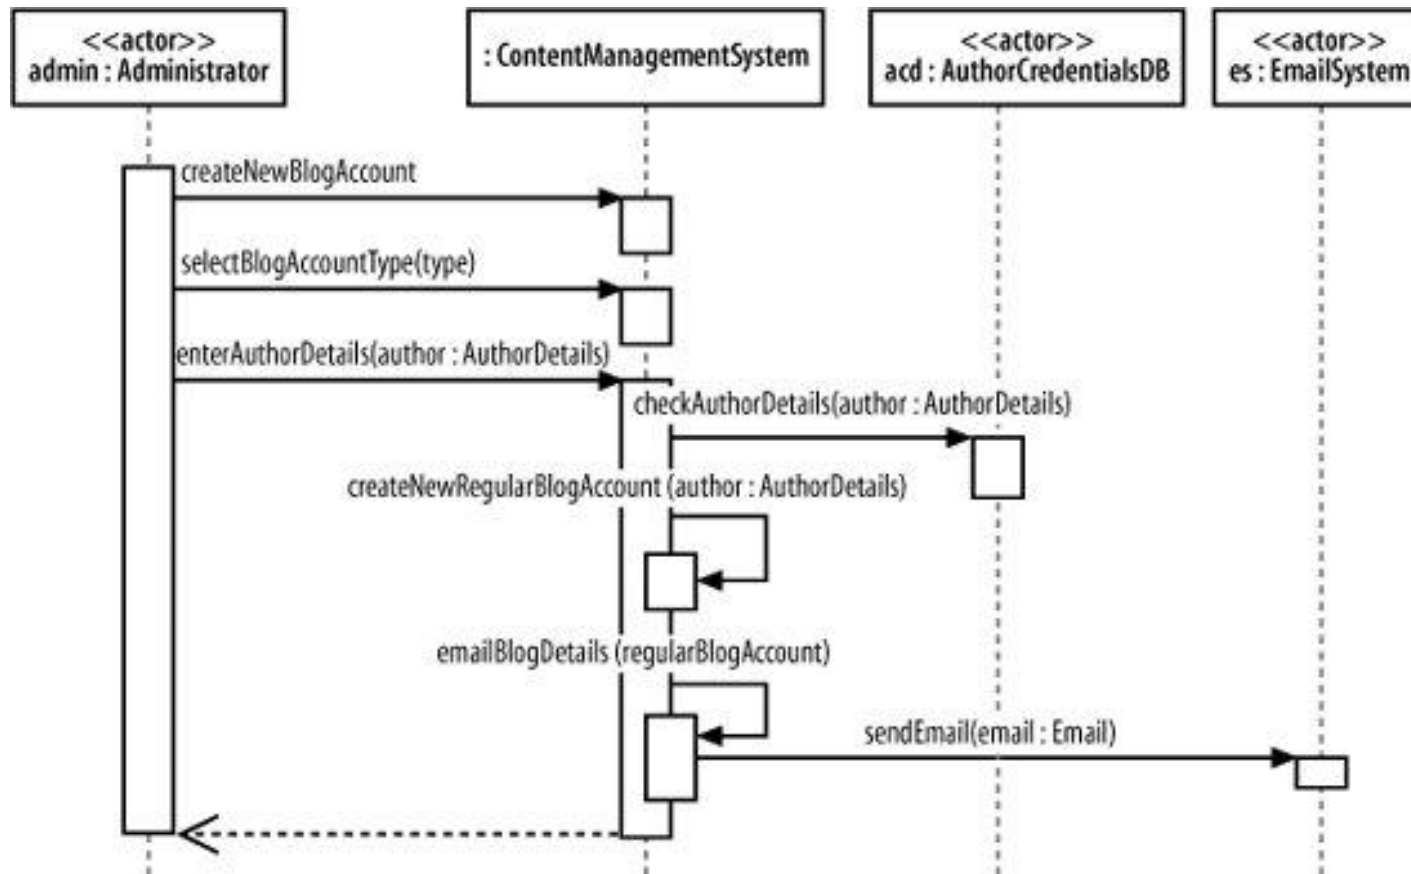 <<actor>>
admin : Administrator
: ContentManagementSystem
<<actor>>
acd : AuthorCredentialsDB
<<actor>>
es : EmailSystem
createNewBlogAccount
selectBlogAccountType(type)
enterAuthorDetails(author : AuthorDetails)
checkAuthorDetails(author : AuthorDetails)
createNewRegularBlogAccount (author : AuthorDetails)
emailBlogDetails (regularBlogAccount)
sendEmail(email : Email)